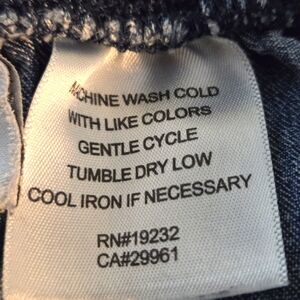 MACHINE WASH COLD
WITH LIKE COLORS
GENTLE CYCLE
TUMBLE DRY LOW
COOL IRON IF NECESSARY
RN#19232
CA#29961